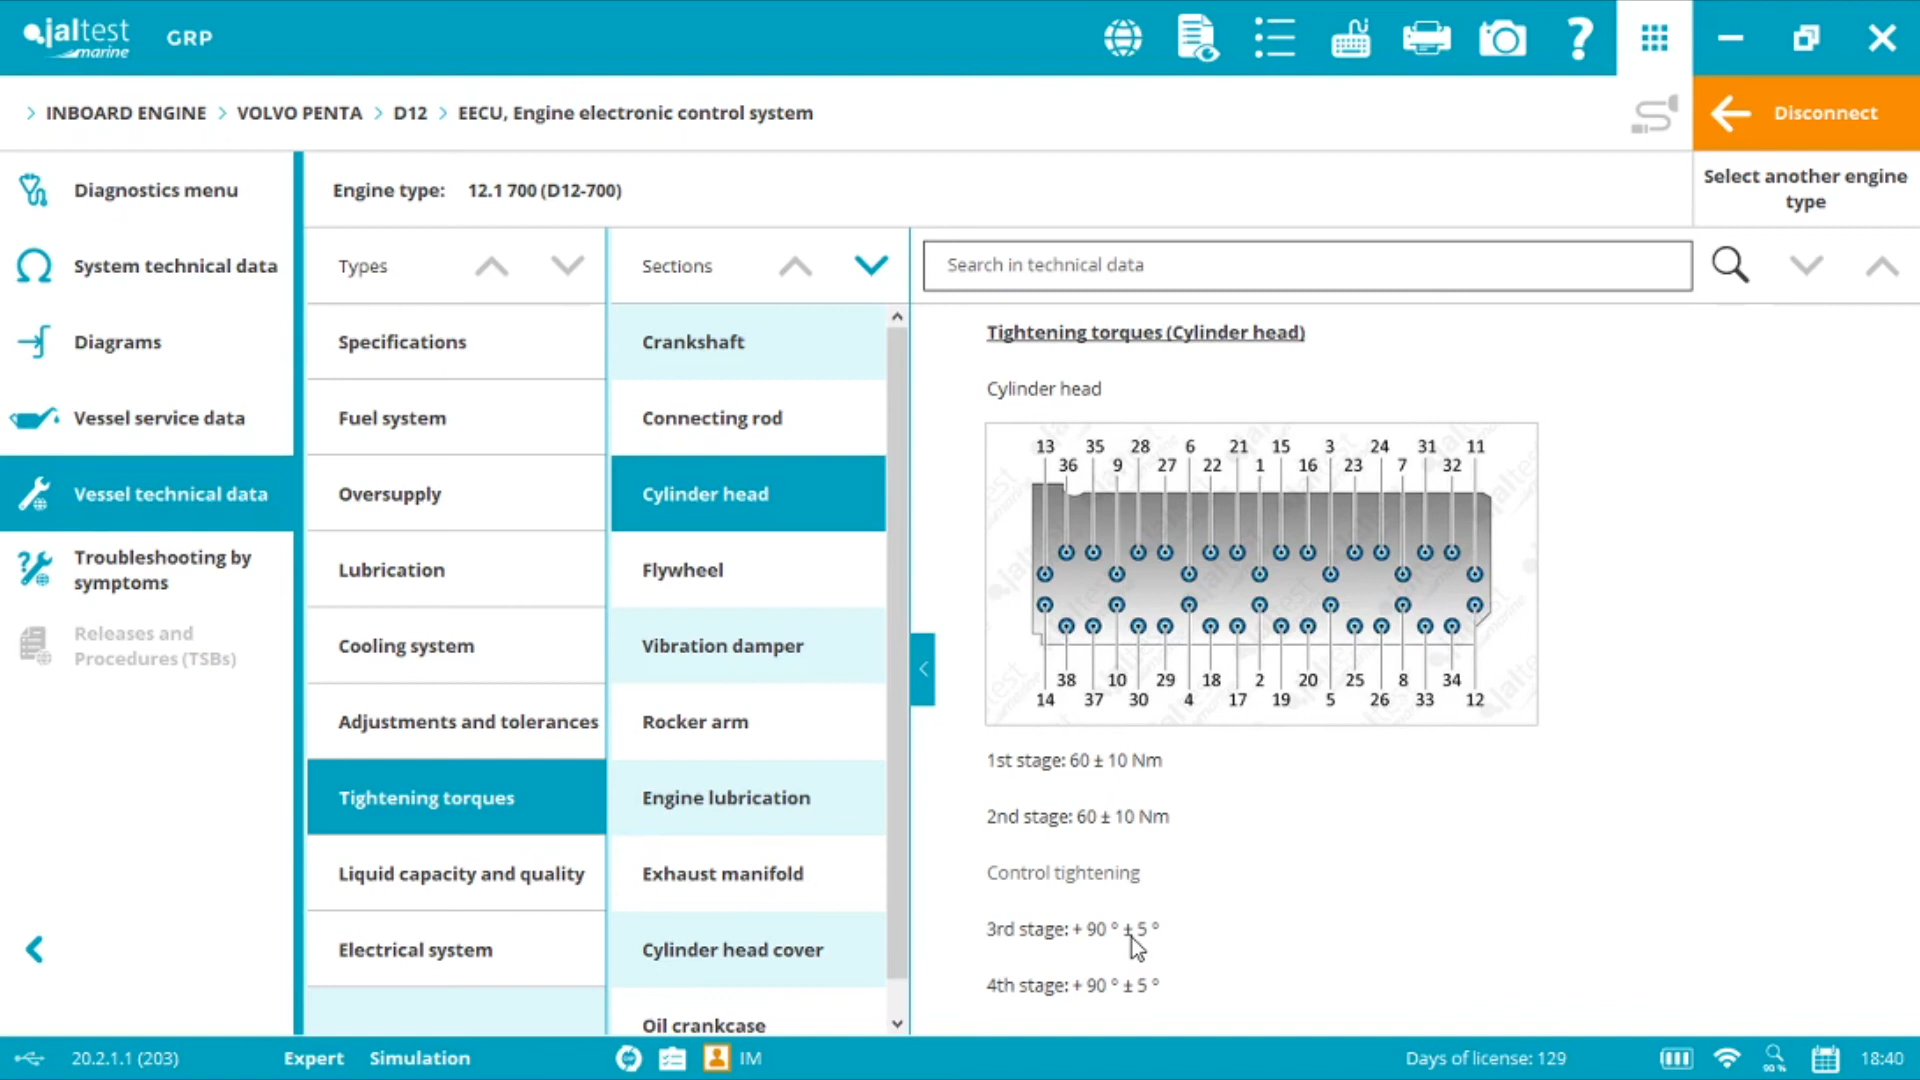 jaltest
marine
GRP
> INBOARD ENGINE > VOLVO PENTA > D12 > EECU, Engine electronic control system
Disconnect
Diagnostics menu
System technical data
Diagrams
Vessel service data
Vessel technical data
Troubleshooting by
symptoms
Releases and
Procedures (TSBs)
Engine type: 12.1 700 (D12-700)
Select another engine
type
Types
Specifications
Fuel system
Oversupply
Lubrication
Cooling system
Adjustments and tolerances
Tightening torques
Liquid capacity and quality
Electrical system
Sections
Crankshaft
Connecting rod
Cylinder head
Flywheel
Vibration damper
Rocker arm
Engine lubrication
Exhaust manifold
Cylinder head cover
Oil crankcase
Search in technical data
Tightening torques (Cylinder head)
Cylinder head
13 35 28 6 21 15 3 24 31 11
36 9 27 22 1 16 23 7 32
38 10 29 18 2 20 25 8 34
14 37 30 4 17 19 5 26 33 12
1st stage: 60 ± 10 Nm
2nd stage: 60 ± 10 Nm
Control tightening
3rd stage: + 90 ° ± 5 °
4th stage: + 90 ° ± 5 °
20.2.1.1 (203)
Expert
Simulation
IM
Days of license: 129
90 %
18:40